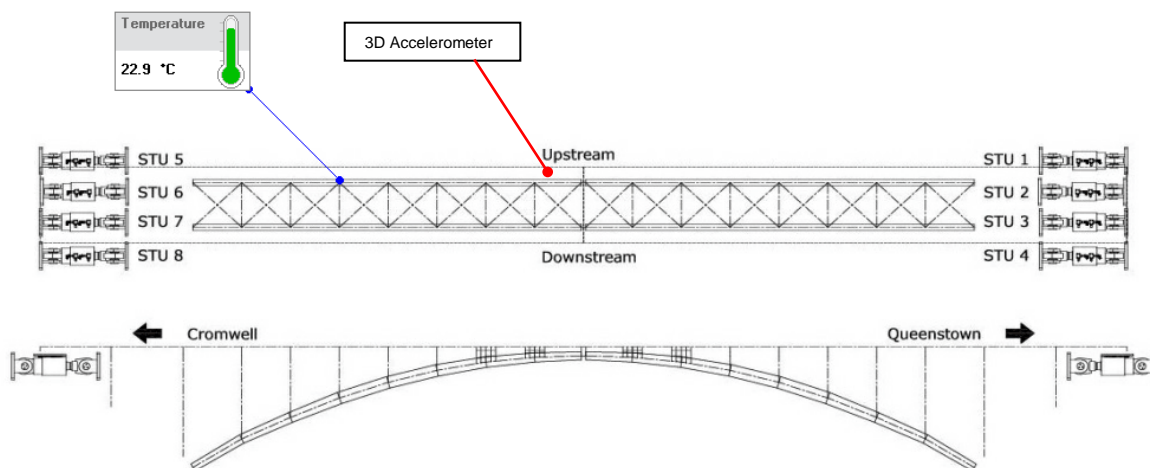 Temperature
22.9 °C
3D Accelerometer
STU 5
Upstream
STU 1
STU 6
STU 2
STU 7
STU 3
STU 8
Downstream
STU 4
Cromwell
Queenstown